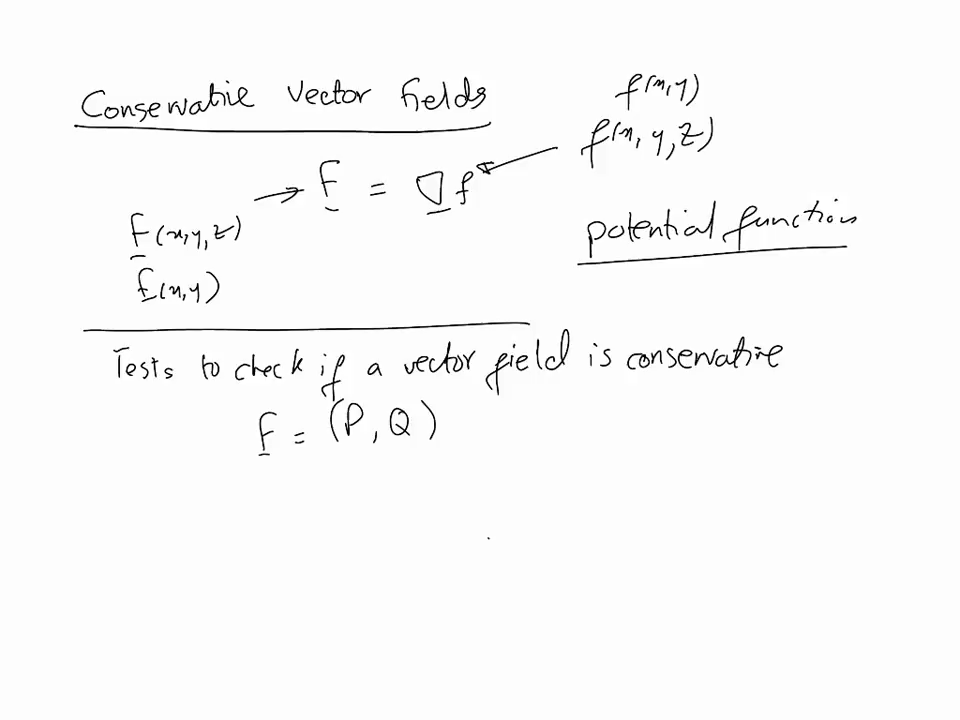 Conservative vector fields
f(x,y)
f(x, y, z)
F = ∇f
F(x,y,z)
potential function
F(x,y)
Tests to check if a vector field is conservative
F = (P, Q)